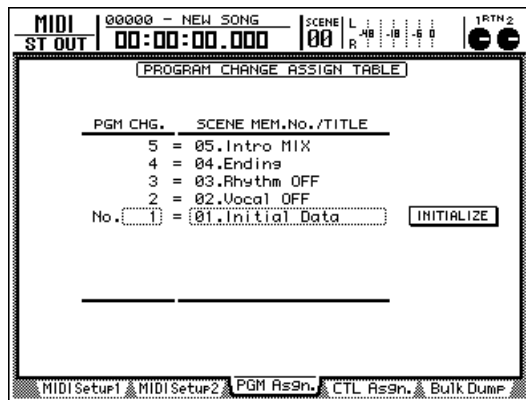 MIDI
ST OUT
00000 - NEW SONG
00:00:00.000
SCENE
00
L
R
-48 -18 -6 0
1RTN2
PROGRAM CHANGE ASSIGN TABLE
PGM CHG. SCENE MEM.No./TITLE
5 = 05.Intro MIX
4 = 04.Ending
3 = 03.Rhythm OFF
2 = 02.Vocal OFF
No. 1 = 01.Initial Data
INITIALIZE
MIDI Setup1 MIDI Setup2 PGM Asgn. CTL Asgn. Bulk Dump